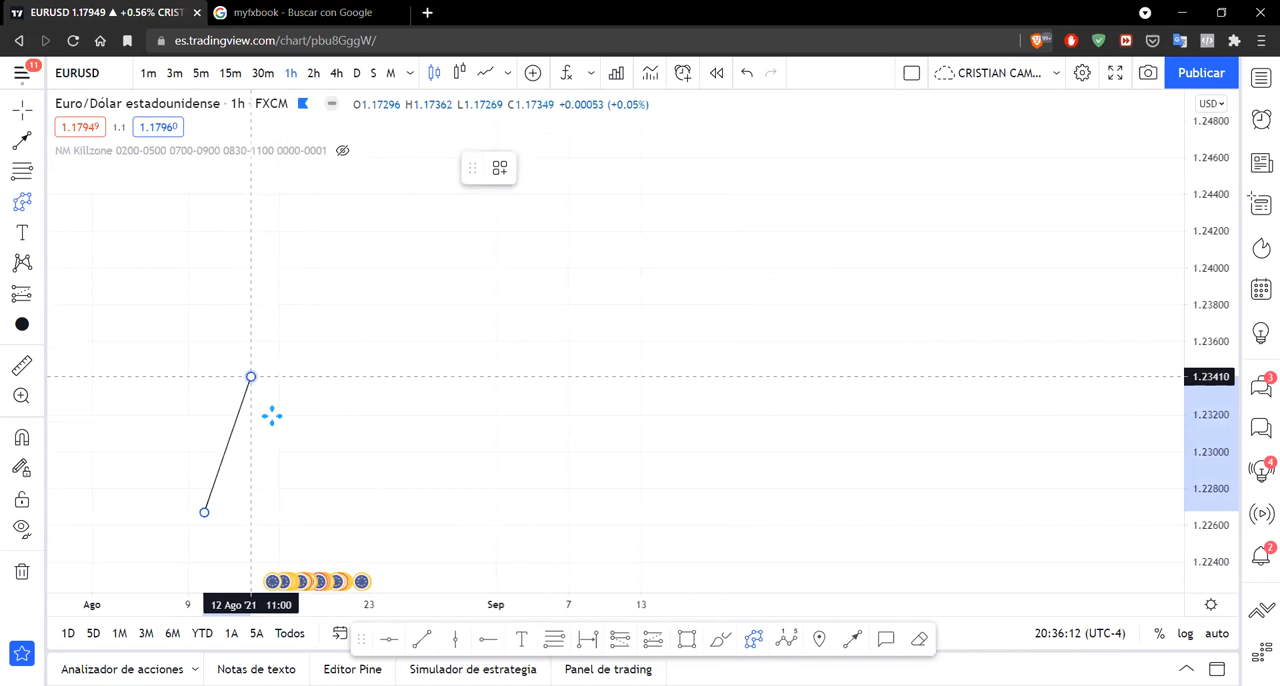 EURUSD 1.17949 ▲ +0.56% CRIST
myfxbook - Buscar con Google
es.tradingview.com/chart/pbu8GggW/
99+
11
EURUSD
1m 3m 5m 15m 30m 1h 2h 4h D S M
CRISTIAN CAM...
Publicar
Euro/Dólar estadounidense · 1h · FXCM
O1.17296 H1.17362 L1.17269 C1.17349 +0.00053 (+0.05%)
USD
1.17949 1.1 1.17960
NM Killzone 0200-0500 0700-0900 0830-1100 0000-0001
1.24800
1.24600
1.24400
1.24200
1.24000
1.23800
1.23600
1.23410
1.23200
1.23000
1.22800
1.22600
1.22400
3
4
2
Ago 9 12 Ago '21 11:00 23 Sep 7 13
1D 5D 1M 3M 6M YTD 1A 5A Todos
20:36:12 (UTC-4) % log auto
Analizador de acciones Notas de texto Editor Pine Simulador de estrategia Panel de trading